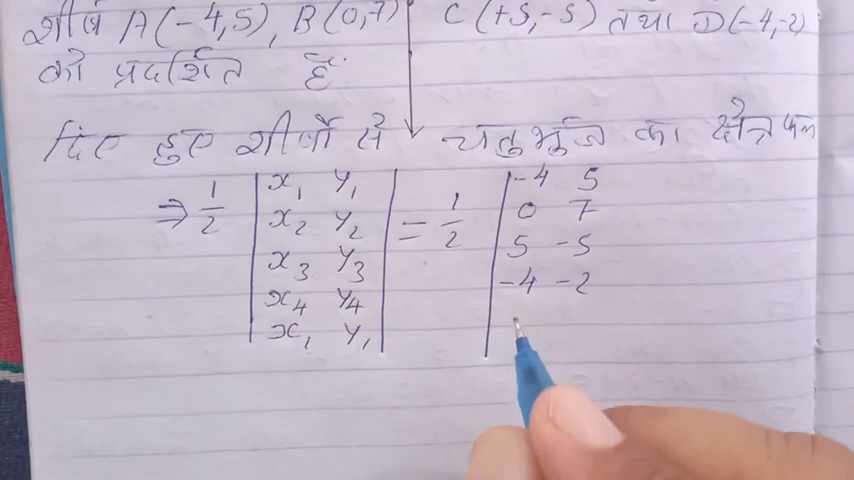 शीर्ष A(-4,5), B(0,7) C(+5,-5) तथा D(-4,-2)
को प्रदर्शित है
दिए हुए शीर्षों से चतुर्भुज का क्षेत्रफल
⇒ 1/2 | x₁ y₁ | = 1/2 | -4 5
x₂ y₂ 0 7
x₃ y₃ 5 -5
x₄ y₄ -4 -2
x₁ y₁